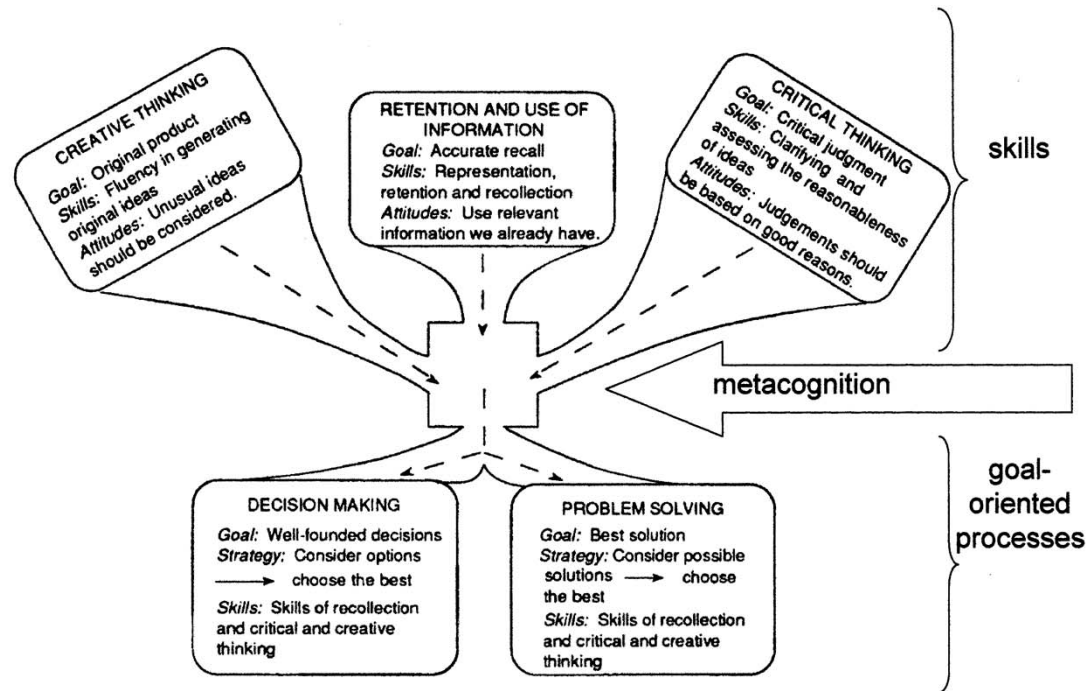 CREATIVE THINKING
Goal: Original product
Skills: Fluency in generating
original ideas
Attitudes: Unusual ideas
should be considered.
RETENTION AND USE OF
INFORMATION
Goal: Accurate recall
Skills: Representation,
retention and recollection
Attitudes: Use relevant
information we already have.
CRITICAL THINKING
Goal: Critical judgment
Skills: Clarifying and
assessing the reasonableness
of ideas
Attitudes: Judgements should
be based on good reasons.
skills
metacognition
DECISION MAKING
Goal: Well-founded decisions
Strategy: Consider options
choose the best
Skills: Skills of recollection
and critical and creative
thinking
PROBLEM SOLVING
Goal: Best solution
Strategy: Consider possible
solutions choose
the best
Skills: Skills of recollection
and critical and creative
thinking
goal-
oriented
processes